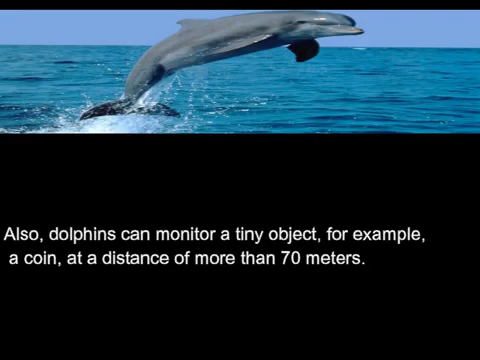 Also, dolphins can monitor a tiny object, for example,
a coin, at a distance of more than 70 meters.